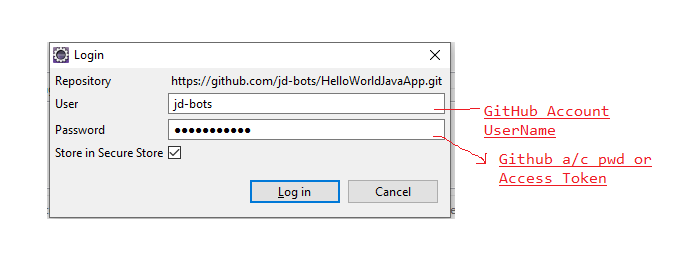 Login
Repository https://github.com/jd-bots/HelloWorldJavaApp.git
User jd-bots
GitHub Account
UserName
Password ●●●●●●●●●●●
Github a/c pwd or
Access Token
Store in Secure Store
Log in Cancel